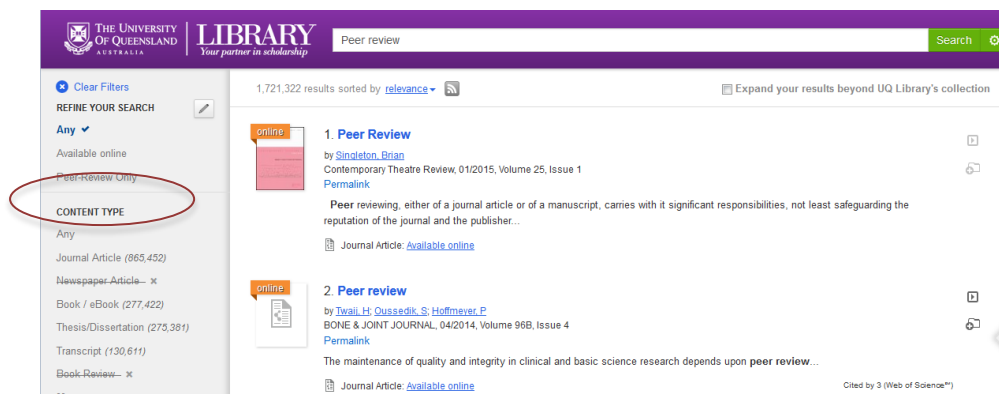 THE UNIVERSITY
OF QUEENSLAND
AUSTRALIA
LIBRARY
Your partner in scholarship
Peer review
Search
Clear Filters
REFINE YOUR SEARCH
Any
Available online
Peer-Review Only
CONTENT TYPE
Any
Journal Article (865,452)
Newspaper Article
Book / eBook (277,422)
Thesis/Dissertation (275,381)
Transcript (130,611)
Book Review
1,721,322 results sorted by relevance
Expand your results beyond UQ Library's collection
online
1. Peer Review
by Singleton, Brian
Contemporary Theatre Review, 01/2015, Volume 25, Issue 1
Permalink
Peer reviewing, either of a journal article or of a manuscript, carries with it significant responsibilities, not least safeguarding the
reputation of the journal and the publisher...
Journal Article: Available online
online
2. Peer review
by Twaij, H; Oussedik, S; Hoffmeyer, P
BONE & JOINT JOURNAL, 04/2014, Volume 96B, Issue 4
Permalink
The maintenance of quality and integrity in clinical and basic science research depends upon peer review...
Journal Article: Available online
Cited by 3 (Web of Science™)